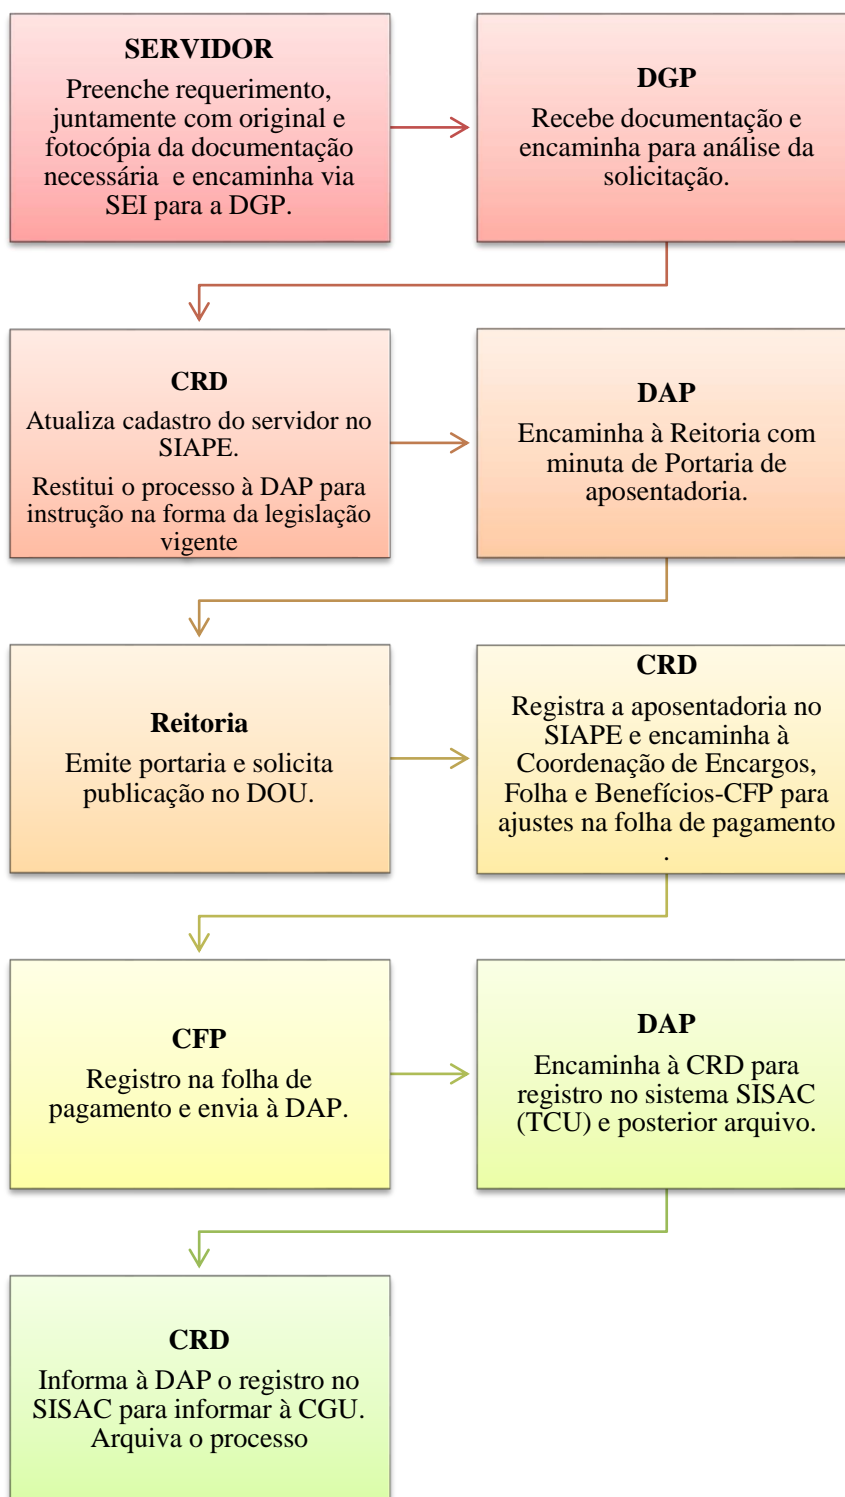 SERVIDOR
Preenche requerimento,
juntamente com original e
fotocópia da documentação
necessária e encaminha via
SEI para a DGP.
DGP
Recebe documentação e
encaminha para análise da
solicitação.
CRD
Atualiza cadastro do servidor no
SIAPE.
Restitui o processo à DAP para
instrução na forma da legislação
vigente
DAP
Encaminha à Reitoria com
minuta de Portaria de
aposentadoria.
Reitoria
Emite portaria e solicita
publicação no DOU.
CRD
Registra a aposentadoria no
SIAPE e encaminha à
Coordenação de Encargos,
Folha e Benefícios-CFP para
ajustes na folha de pagamento
.
CFP
Registro na folha de
pagamento e envia à DAP.
DAP
Encaminha à CRD para
registro no sistema SISAC
(TCU) e posterior arquivo.
CRD
Informa à DAP o registro no
SISAC para informar à CGU.
Arquiva o processo